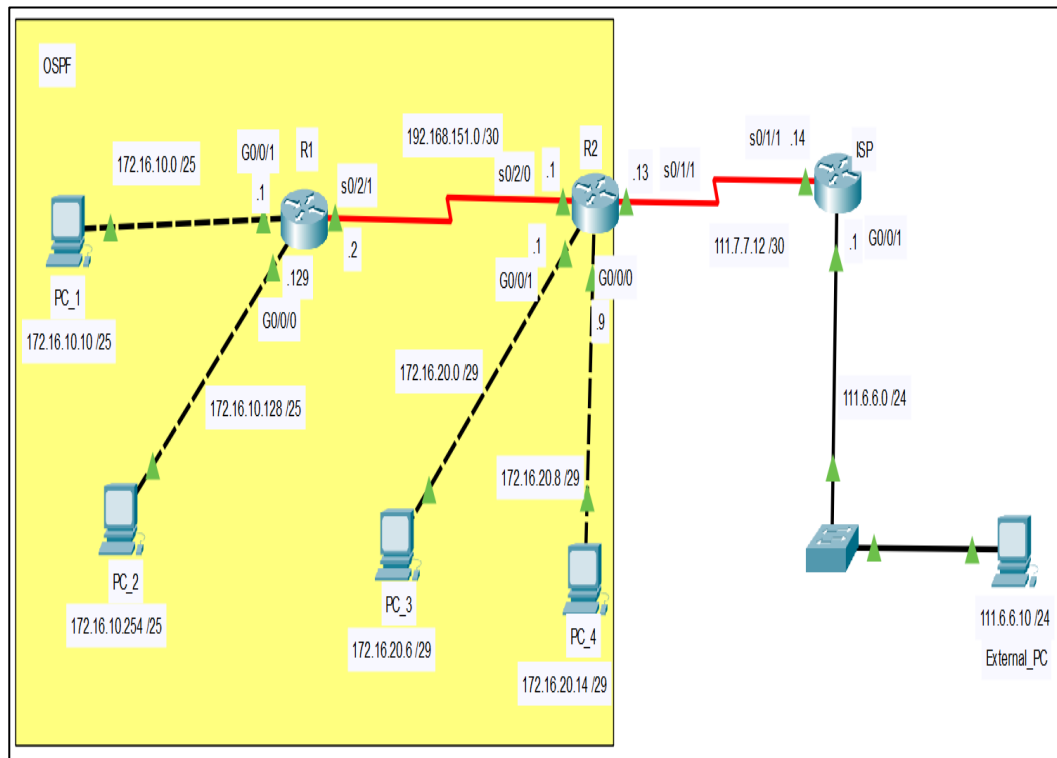 OSPF
192.168.151.0 /30
s0/1/1 .14
ISP
172.16.10.0 /25
G0/0/1
R1
R2
s0/2/0
.1
.13
s0/1/1
.1
s0/2/1
.2
.1
G0/0/1
G0/0/0
111.7.7.12 /30
.1 G0/0/1
.129
G0/0/0
.9
PC_1
172.16.10.10 /25
172.16.20.0 /29
172.16.10.128 /25
111.6.6.0 /24
172.16.20.8 /29
PC_2
172.16.10.254 /25
PC_3
172.16.20.6 /29
PC_4
172.16.20.14 /29
111.6.6.10 /24
External_PC